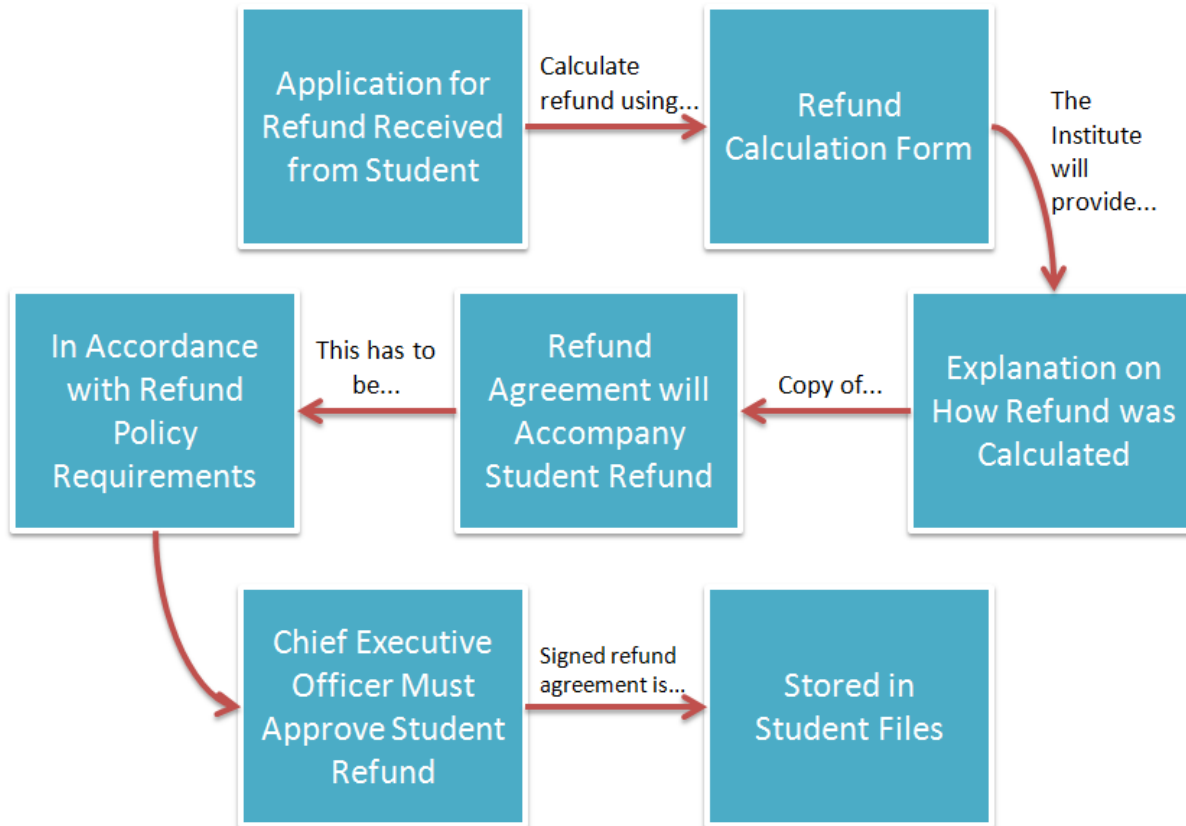 Application for
Refund Received
from Student
Calculate
refund using...
Refund
Calculation Form
The
Institute
will
provide...
Explanation on
How Refund was
Calculated
Copy of...
Refund
Agreement will
Accompany
Student Refund
This has to
be...
In Accordance
with Refund
Policy
Requirements
Chief Executive
Officer Must
Approve Student
Refund
Signed refund
agreement is...
Stored in
Student Files